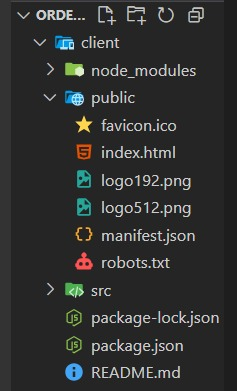 ORDE...
client
node_modules
public
favicon.ico
index.html
logo192.png
logo512.png
manifest.json
robots.txt
src
package-lock.json
package.json
README.md